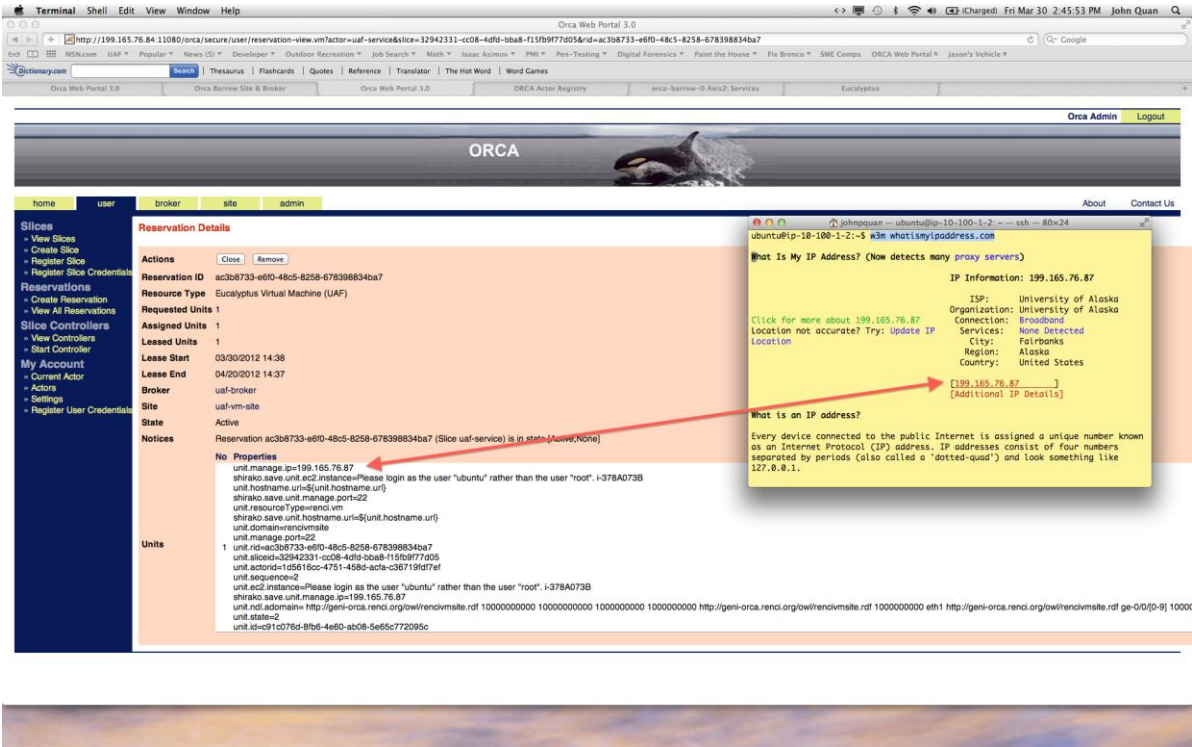 Terminal Shell Edit View Window Help
(Charged) Fri Mar 30 2:45:53 PM John Quan
Orca Web Portal 3.0
http://199.165.76.84:11080/orca/secure/user/reservation-view.vm?actor=uaf-service&slice=32942331-cc08-4dfd-bba8-f15fb9f77d05&rid=ac3b8733-e6f0-48c5-8258-678398834ba7
Google
MSN.com UAF Popular News (5) Developer Outdoor Recreation Job Search Math Isaac Asimov PMI Pen-Testing Digital Forensics Paint the House Fix Bronco SWE Comps ORCA Web Portal Jason's Vehicle
Dictionary.com Search Thesaurus | Flashcards | Quotes | Reference | Translator | The Hot Word | Word Games
Orca Web Portal 3.0 Orca Barrow Site & Broker Orca Web Portal 3.0 ORCA Actor Registry orca-barrow-0 Axis2: Services Eucalyptus
Orca Admin Logout
ORCA
home user broker site admin About Contact Us
Slices
» View Slices
» Create Slice
» Register Slice
» Register Slice Credentials
Reservations
» Create Reservation
» View All Reservations
Slice Controllers
» View Controllers
» Start Controller
My Account
» Current Actor
» Actors
» Settings
» Register User Credentials
Reservation Details
Actions Close Remove
Reservation ID ac3b8733-e6f0-48c5-8258-678398834ba7
Resource Type Eucalyptus Virtual Machine (UAF)
Requested Units 1
Assigned Units 1
Leased Units 1
Lease Start 03/30/2012 14:38
Lease End 04/20/2012 14:37
Broker uaf-broker
Site uaf-vm-site
State Active
Notices Reservation ac3b8733-e6f0-48c5-8258-678398834ba7 (Slice uaf-service) is in state [Active,None]
No Properties
Units 1
unit.manage.ip=199.165.76.87
shirako.save.unit.ec2.instance=Please login as the user "ubuntu" rather than the user "root". i-378A073B
unit.hostname.url=${unit.hostname.url}
shirako.save.unit.manage.port=22
unit.resourceType=renci.vm
shirako.save.unit.hostname.url=${unit.hostname.url}
unit.domain=rencivmsite
unit.manage.port=22
unit.rid=ac3b8733-e6f0-48c5-8258-678398834ba7
unit.sliceid=32942331-cc08-4dfd-bba8-f15fb9f77d05
unit.actorid=1d5616cc-4751-458d-acfa-c36719fdf7ef
unit.sequence=2
unit.ec2.instance=Please login as the user "ubuntu" rather than the user "root". i-378A073B
shirako.save.unit.manage.ip=199.165.76.87
unit.ndl.adomain= http://geni-orca.renci.org/owl/rencivmsite.rdf 10000000000 10000000000 1000000000 1000000000 http://geni-orca.renci.org/owl/rencivmsite.rdf 1000000000 eth1 http://geni-orca.renci.org/owl/rencivmsite.rdf ge-0/0/[0-9] 10000
unit.state=2
unit.id=c91c076d-8fb6-4e60-ab08-5e65c772095c
johnpquan — ubuntu@ip-10-100-1-2: ~ — ssh — 80×24
ubuntu@ip-10-100-1-2:~$ w3m whatismyipaddress.com
What Is My IP Address? (Now detects many proxy servers)
IP Information: 199.165.76.87
ISP: University of Alaska
Organization: University of Alaska
Connection: Broadband
Services: None Detected
City: Fairbanks
Region: Alaska
Country: United States
Click for more about 199.165.76.87
Location not accurate? Try: Update IP
Location
[199.165.76.87 ]
[Additional IP Details]
What is an IP address?
Every device connected to the public Internet is assigned a unique number known
as an Internet Protocol (IP) address. IP addresses consist of four numbers
separated by periods (also called a 'dotted-quad') and look something like
127.0.0.1.